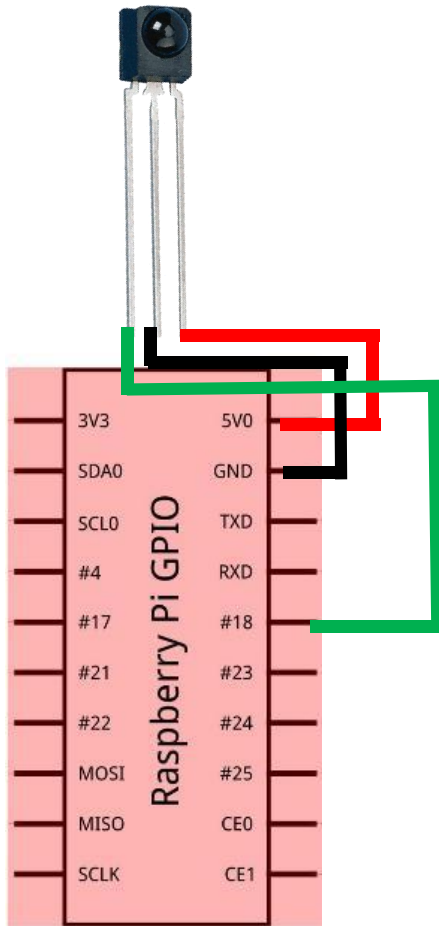 3V3 5V0
SDA0 GND
SCL0 TXD
#4 RXD
#17 #18
#21 #23
#22 #24
MOSI #25
MISO CE0
SCLK CE1
Raspberry Pi GPIO